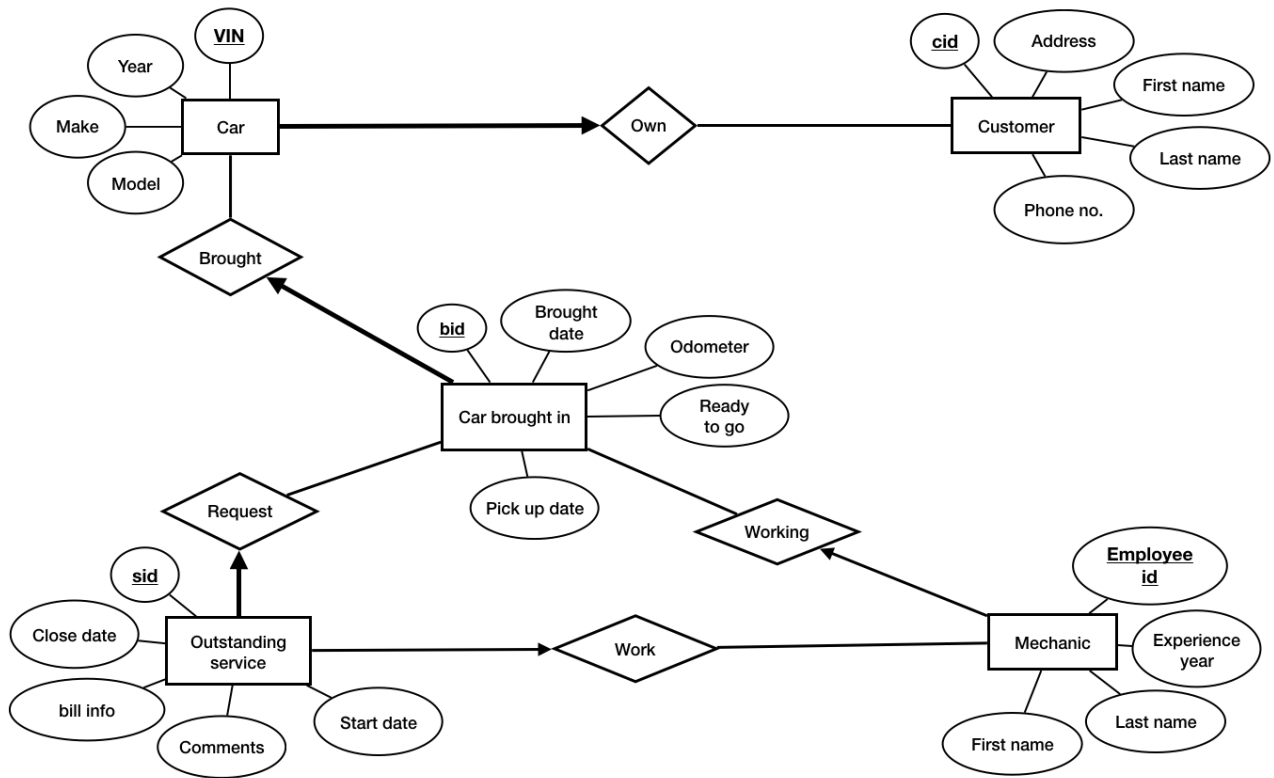 VIN
Year
Make
Car
Model
Own
cid
Address
First name
Customer
Last name
Phone no.
Brought
bid
Brought
date
Odometer
Car brought in
Ready
to go
Pick up date
Request
Working
sid
Close date
Outstanding
service
bill info
Comments
Start date
Work
Employee
id
Mechanic
Experience
year
Last name
First name